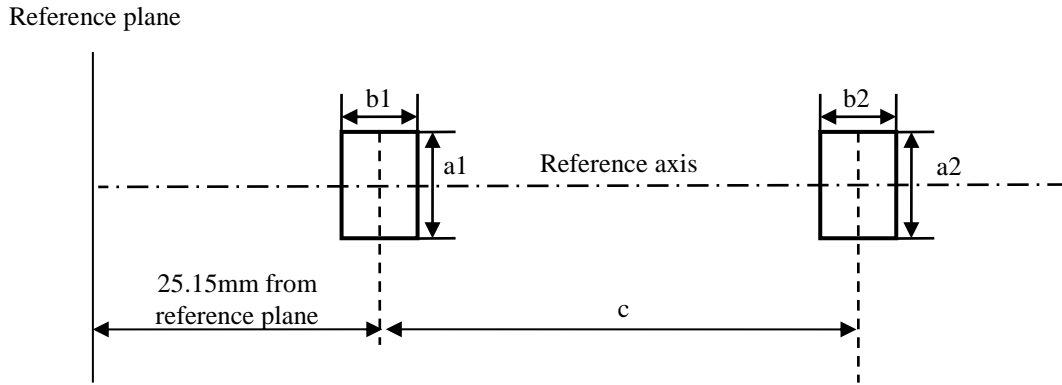 Reference plane
b1
b2
a1
Reference axis
a2
25.15mm from
reference plane
c